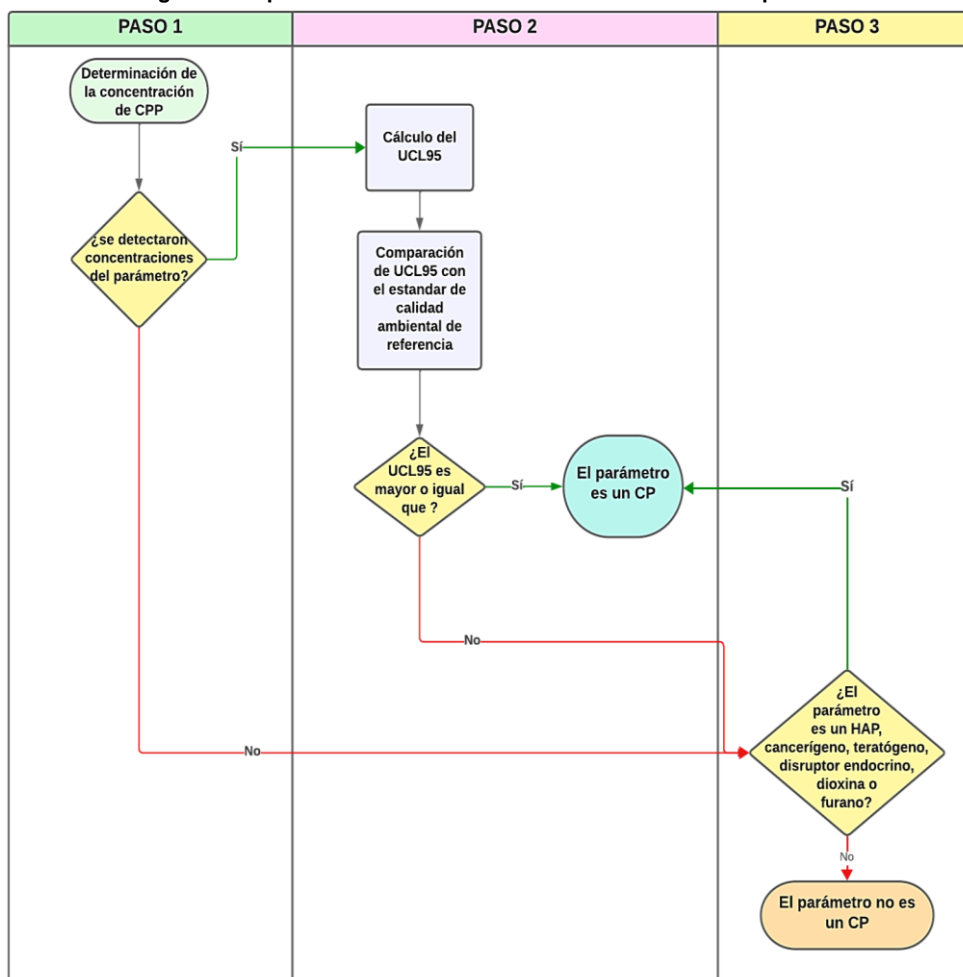 PASO 1
PASO 2
PASO 3
Determinación de
la concentración
de CPP
Sí
¿se detectaron
concentraciones
del parámetro?
Cálculo del
UCL95
Comparación
de UCL95 con
el estandar de
calidad
ambiental de
referencia
¿El
UCL95 es
mayor o igual
que ?
Sí
El parámetro
es un CP
Sí
No
No
¿El
parámetro
es un HAP,
cancerígeno, teratógeno,
disruptor endocrino,
dioxina o
furano?
No
El parámetro no es
un CP